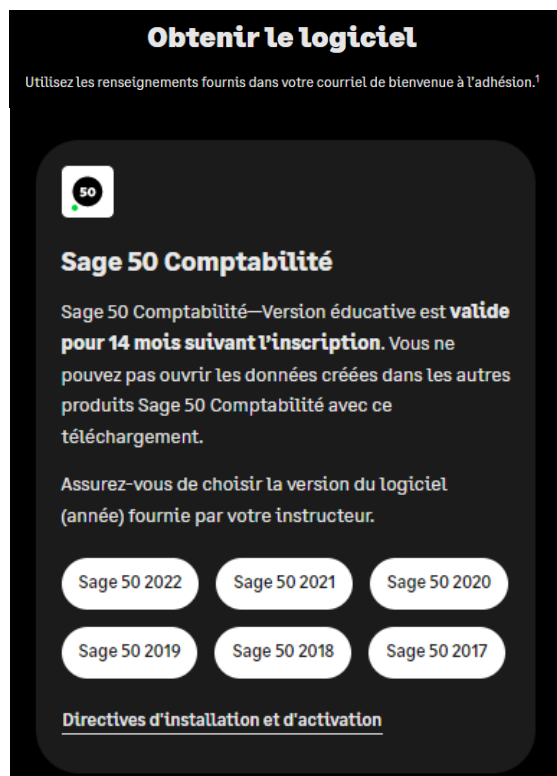 Obtenir le logiciel
Utilisez les renseignements fournis dans votre courriel de bienvenue à l'adhésion.¹
50
Sage 50 Comptabilité
Sage 50 Comptabilité—Version éducative est valide
pour 14 mois suivant l'inscription. Vous ne
pouvez pas ouvrir les données créées dans les autres
produits Sage 50 Comptabilité avec ce
téléchargement.
Assurez-vous de choisir la version du logiciel
(année) fournie par votre instructeur.
Sage 50 2022 Sage 50 2021 Sage 50 2020
Sage 50 2019 Sage 50 2018 Sage 50 2017
Directives d'installation et d'activation